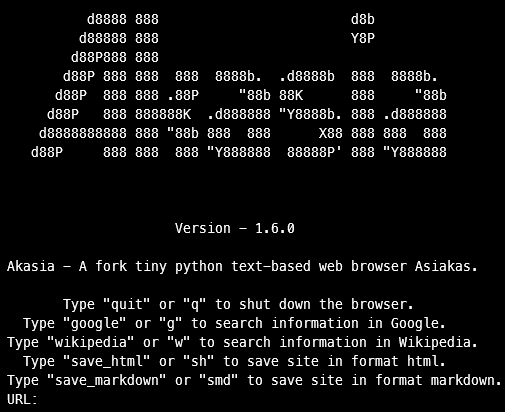 d8888 888                        d8b
         d88888 888                        Y8P
        d88P888 888
       d88P 888 888  888  8888b.  .d8888b  888  8888b.
      d88P  888 888 .88P     "88b 88K      888     "88b
     d88P   888 888888K  .d888888 "Y8888b. 888 .d888888
    d8888888888 888 "88b 888  888      X88 888 888  888
   d88P     888 888  888 "Y888888  88888P' 888 "Y888888
Version - 1.6.0
Akasia - A fork tiny python text-based web browser Asiakas.
Type "quit" or "q" to shut down the browser.
Type "google" or "g" to search information in Google.
Type "wikipedia" or "w" to search information in Wikipedia.
Type "save_html" or "sh" to save site in format html.
Type "save_markdown" or "smd" to save site in format markdown.
URL: